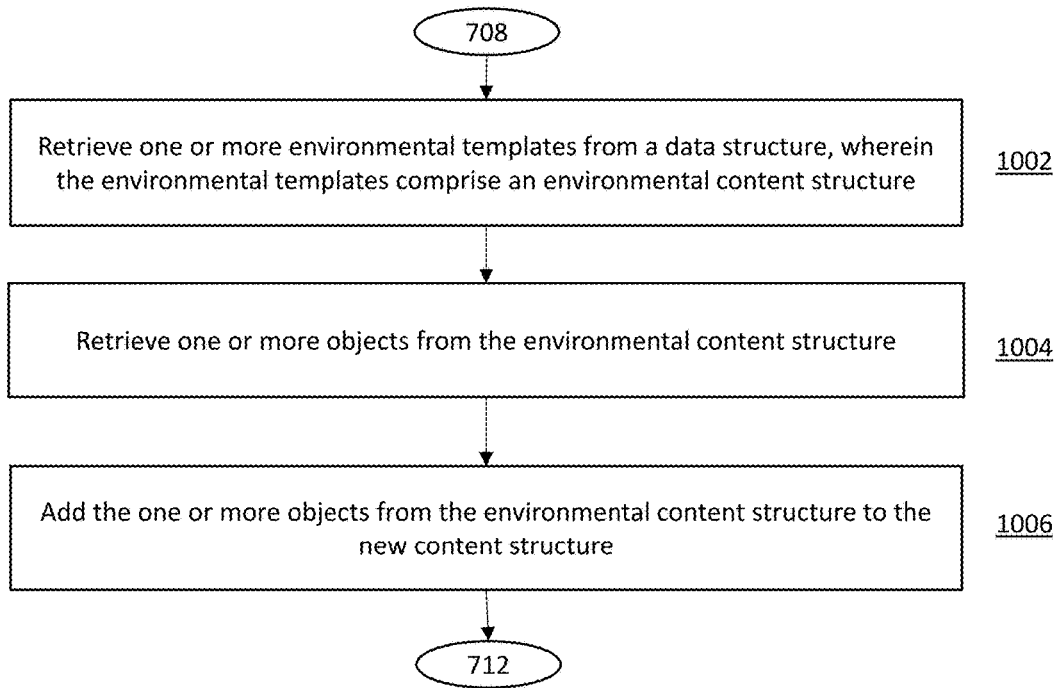 708
Retrieve one or more environmental templates from a data structure, wherein
the environmental templates comprise an environmental content structure
1002
Retrieve one or more objects from the environmental content structure
1004
Add the one or more objects from the environmental content structure to the
new content structure
1006
712